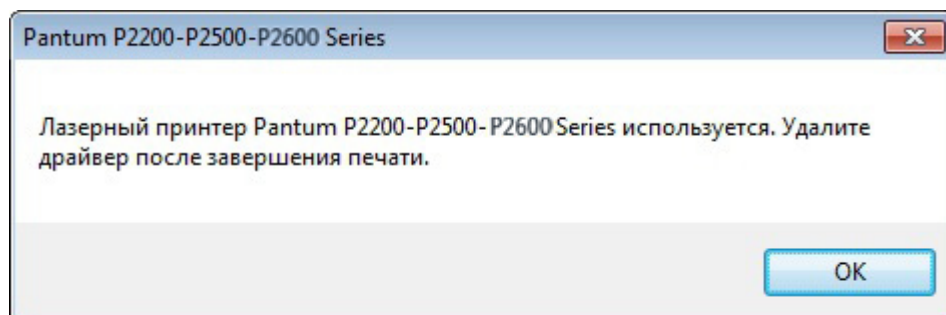 Pantum P2200-P2500-P2600 Series
Лазерный принтер Pantum P2200-P2500-P2600 Series используется. Удалите
драйвер после завершения печати.
OK